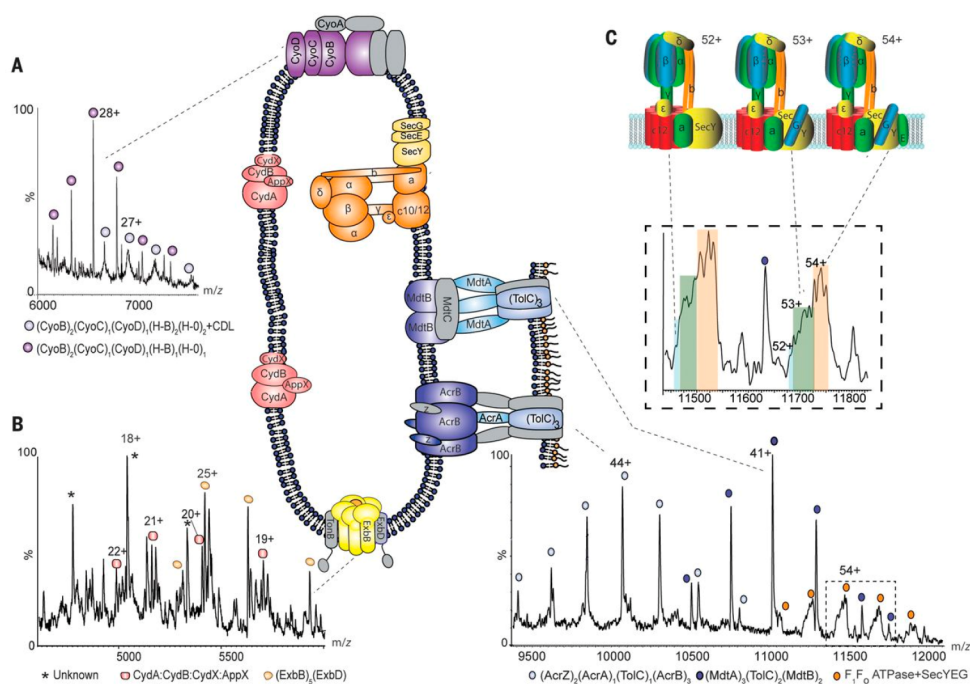 A
100
%
28+
27+
6000
7000
m/z
(CyoB)2(CyoC)1(CyoD)1(H-B)2(H-0)2+CDL
(CyoB)2(CyoC)1(CyoD)1(H-B)1(H-0)1
CyoA
CyoD
CyoC
CyoB
CydX
CydB
AppX
CydA
SecG
SecE
SecY
b
a
δ
α
β
γ
ε
α
c10/12
MdtB
MdtC
MdtB
MdtA
MdtA
(TolC)3
CydX
CydB
AppX
CydA
AcrB
z
AcrB
z
AcrB
AcrA
(TolC)3
TonB
ExbB
ExbD
C
52+
53+
54+
δ
β
α
γ
b
ε
c12
a
SecY
δ
β
α
γ
b
ε
c12
a
Sec
G
Y
δ
β
α
b
ε
c12
a
Sec
G
Y
E
52+
53+
54+
11500
11600
11700
11800
B
100
%
*
18+
*
22+
21+
*
20+
25+
19+
5000
5500
m/z
* Unknown
CydA:CydB:CydX:AppX
(ExbB)5(ExbD)
100
%
44+
41+
54+
9500
10000
10500
11000
11500
12000
m/z
(AcrZ)2(AcrA)1(TolC)1(AcrB)3
(MdtA)3(TolC)2(MdtB)2
F1FO ATPase+SecYEG